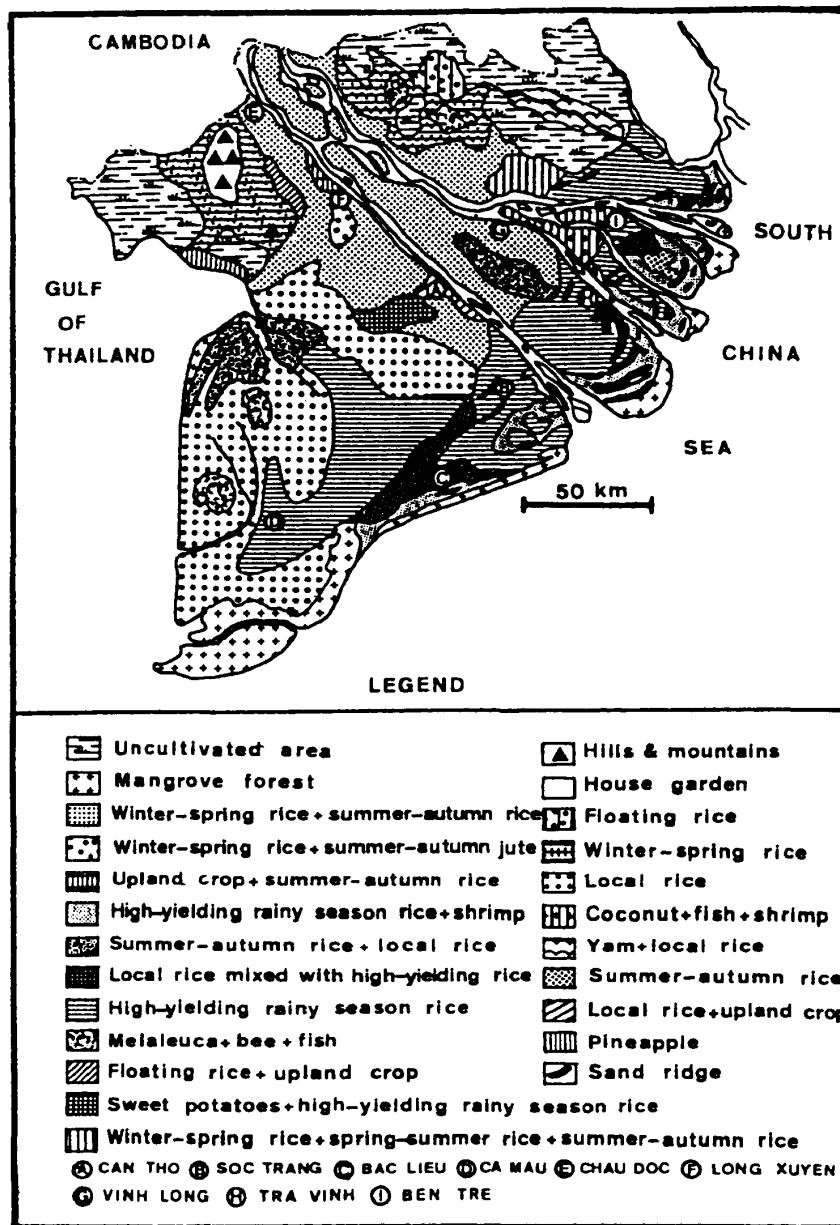 CAMBODIA
SOUTH
GULF
OF
THAILAND
CHINA
SEA
50 km
LEGEND
Uncultivated area
Mangrove forest
Winter-spring rice+summer-autumn rice
Winter-spring rice+summer-autumn jute
Upland crop+summer-autumn rice
High-yielding rainy season rice+shrimp
Summer-autumn rice+local rice
Local rice mixed with high-yielding rice
High-yielding rainy season rice
Melaleuca+bee+fish
Floating rice+upland crop
Sweet potatoes+high-yielding rainy season rice
Winter-spring rice+spring-summer rice+summer-autumn rice
Hills & mountains
House garden
Floating rice
Winter-spring rice
Local rice
Coconut+fish+shrimp
Yam+local rice
Summer-autumn rice
Local rice+upland crop
Pineapple
Sand ridge
A CAN THO B SOC TRANG C BAC LIEU D CA MAU E CHAU DOC F LONG XUYEN
G VINH LONG H TRA VINH I BEN TRE